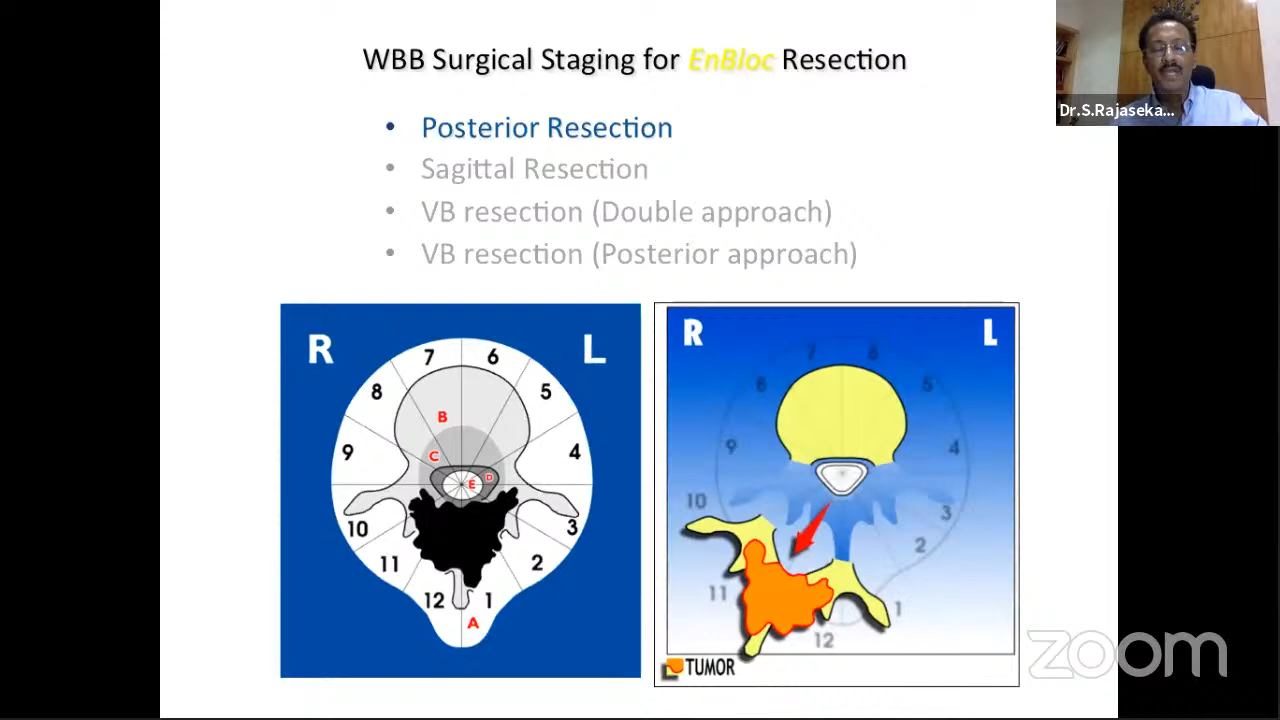 WBB Surgical Staging for EnBloc Resection
Dr.S.Rajaseka...
• Posterior Resection
• Sagittal Resection
• VB resection (Double approach)
• VB resection (Posterior approach)
R
L
7
6
8
5
B
9
C
4
D
E
10
3
11
2
12
1
A
R
L
7
6
6
5
9
4
10
3
2
11
1
12
TUMOR
zoom